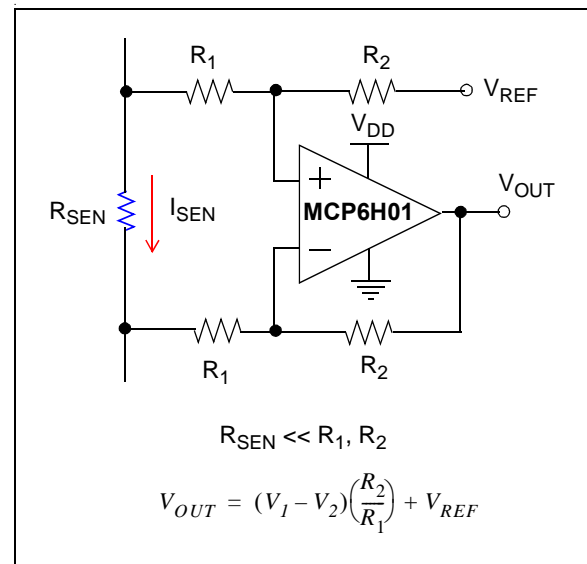 R1
R2
VREF
VDD
VOUT
+
MCP6H01
−
RSEN
ISEN
R1
R2
RSEN << R1, R2
VOUT = (V1 – V2)(R2/R1) + VREF